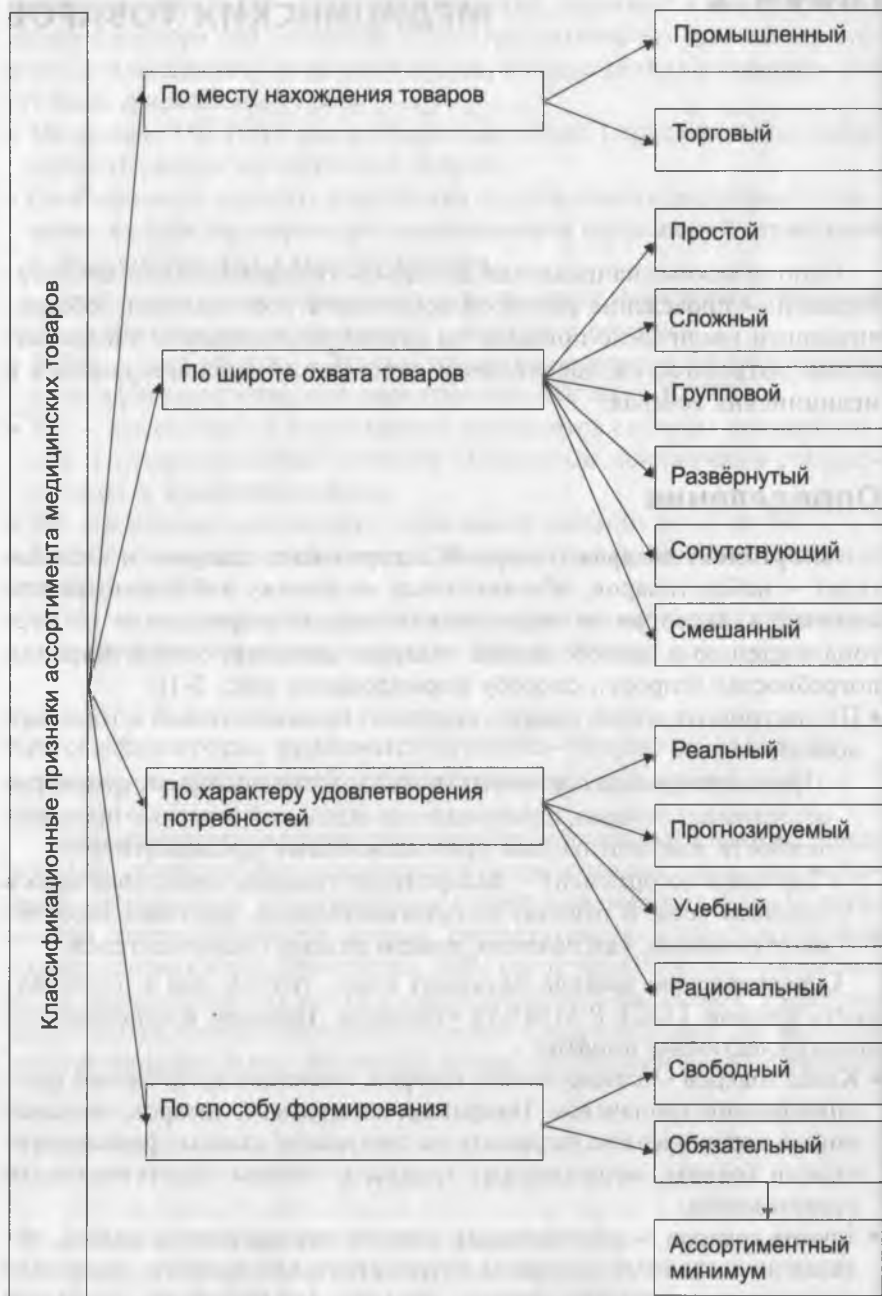 Классификационные признаки ассортимента медицинских товаров
По месту нахождения товаров
Промышленный
Торговый
По широте охвата товаров
Простой
Сложный
Групповой
Развёрнутый
Сопутствующий
Смешанный
По характеру удовлетворения
потребностей
Реальный
Прогнозируемый
Учебный
Рациональный
По способу формирования
Свободный
Обязательный
Ассортиментный
минимум